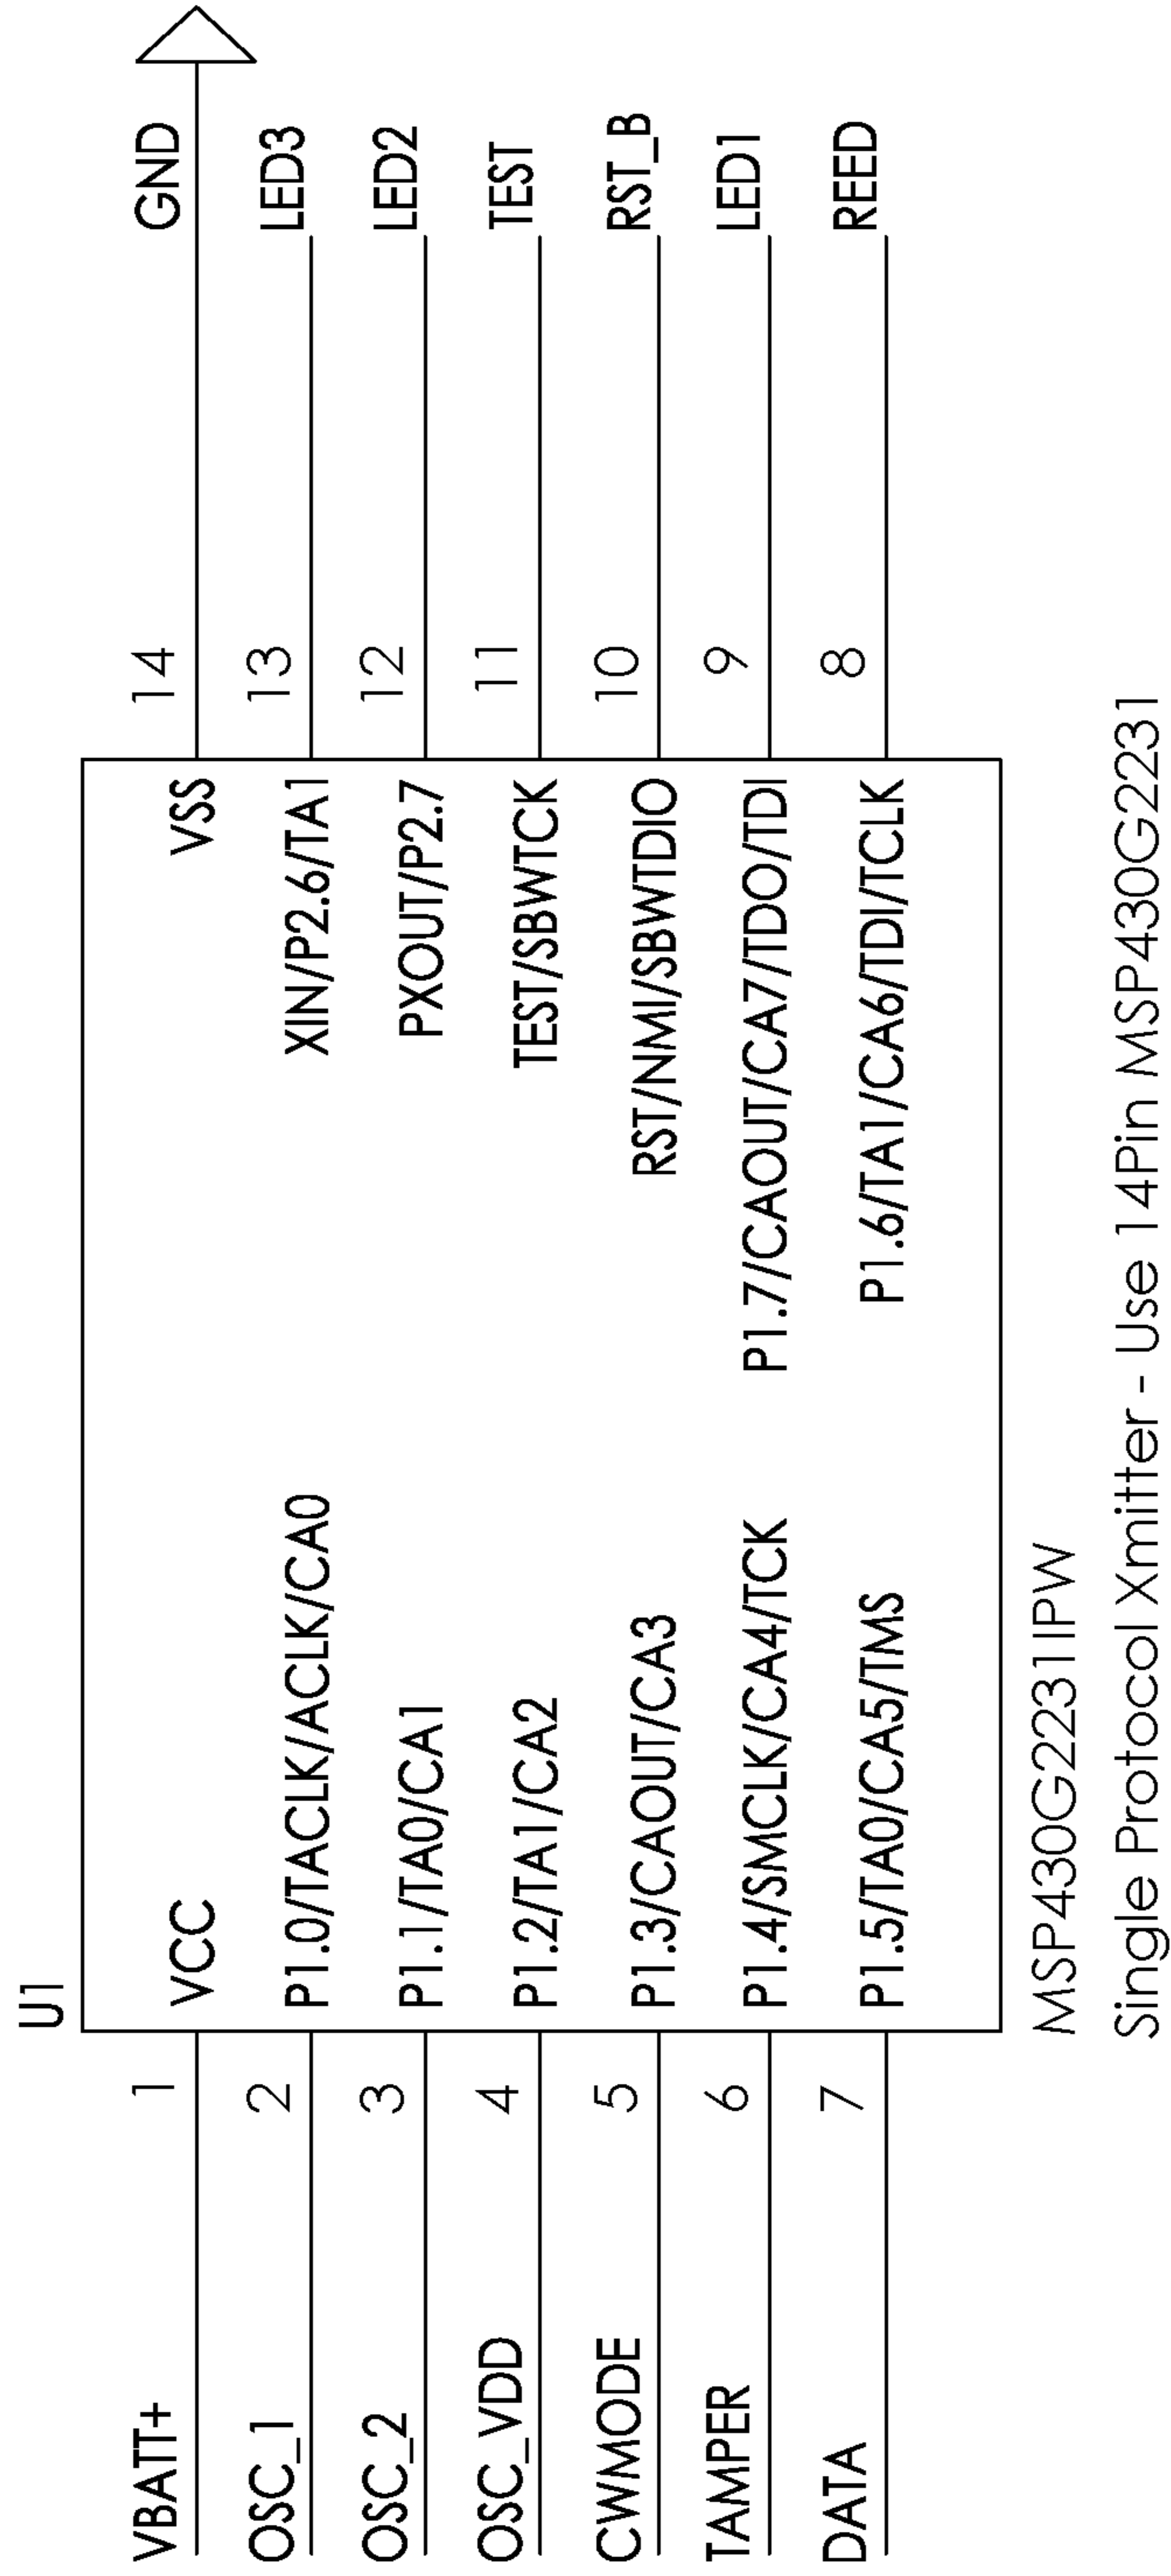 U1
VBATT+ 1 VCC VSS 14 GND
OSC_1 2 P1.0/TACLK/ACLK/CA0 XIN/P2.6/TA1 13 LED3
OSC_2 3 P1.1/TA0/CA1 PXOUT/P2.7 12 LED2
OSC_VDD 4 P1.2/TA1/CA2 TEST/SBWTCK 11 TEST
CWMODE 5 P1.3/CAOUT/CA3 RST/NMI/SBWTDIO 10 RST_B
TAMPER 6 P1.4/SMCLK/CA4/TCK P1.7/CAOUT/CA7/TDO/TDI 9 LED1
DATA 7 P1.5/TA0/CA5/TMS P1.6/TA1/CA6/TDI/TCLK 8 REED
MSP430G2231IPW
Single Protocol Xmitter - Use 14Pin MSP430G2231